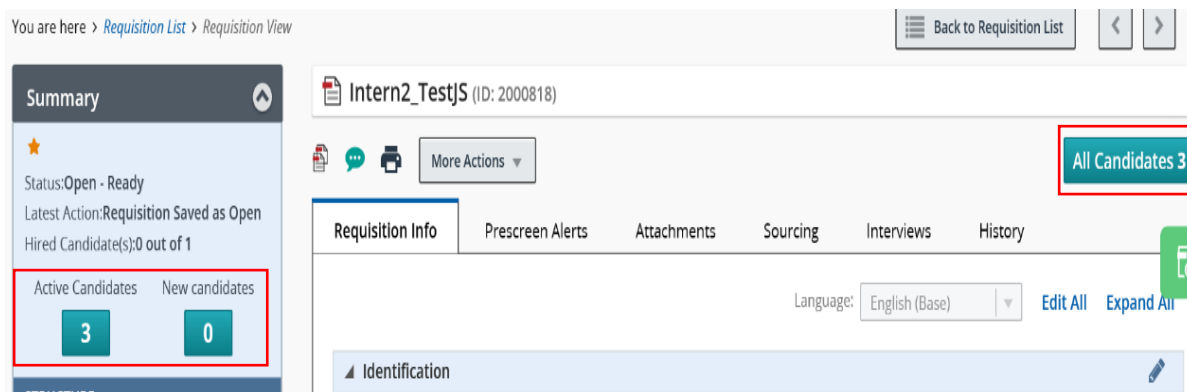 You are here > Requisition List > Requisition View
Back to Requisition List
Summary
Status:Open - Ready
Latest Action:Requisition Saved as Open
Hired Candidate(s):0 out of 1
Active Candidates New candidates
3 0
Intern2_TestJS (ID: 2000818)
More Actions
All Candidates 3
Requisition Info Prescreen Alerts Attachments Sourcing Interviews History
Language: English (Base) Edit All Expand All
Identification